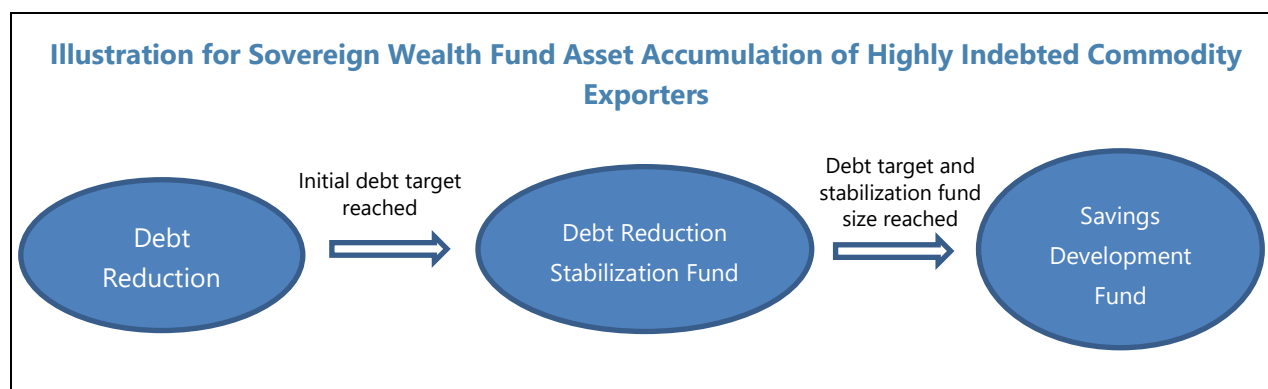 Illustration for Sovereign Wealth Fund Asset Accumulation of Highly Indebted Commodity
Exporters
Debt
Reduction
Initial debt target
reached
Debt Reduction
Stabilization Fund
Debt target and
stabilization fund
size reached
Savings
Development
Fund